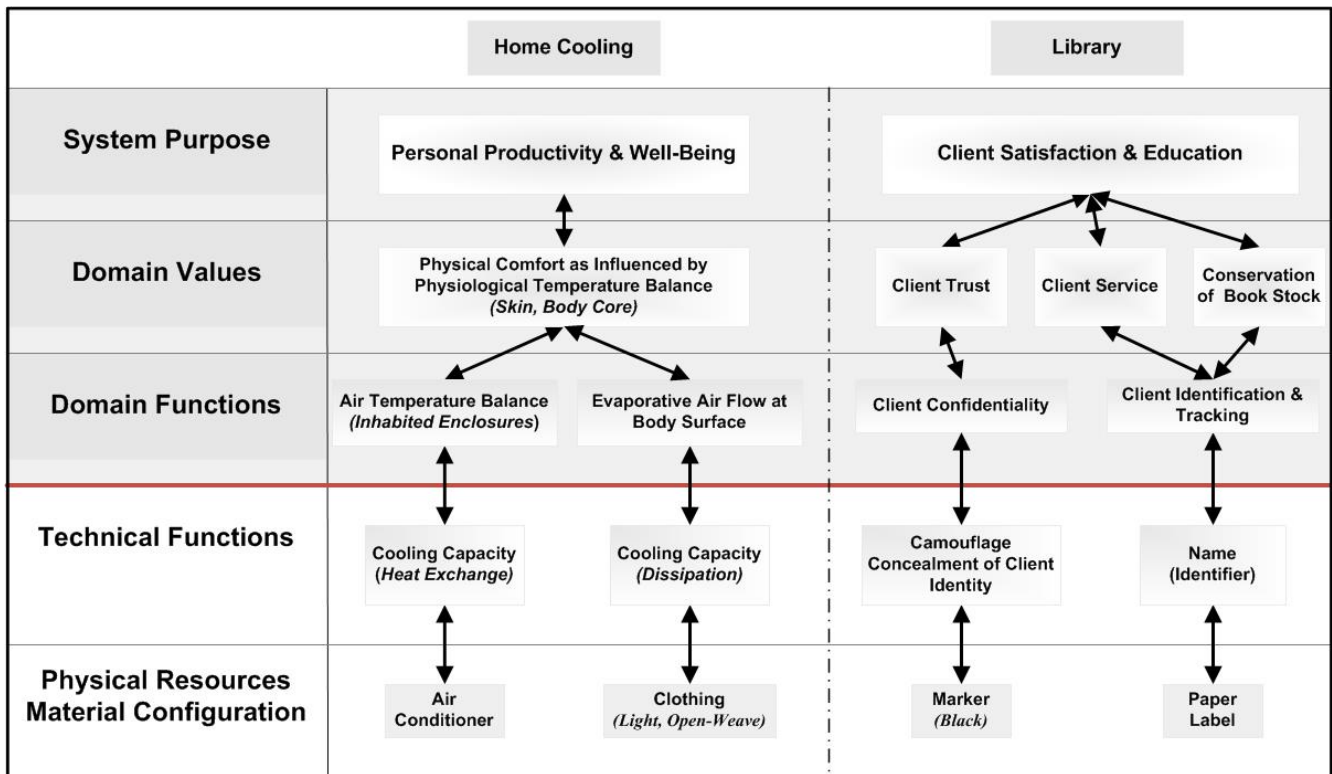 Home Cooling
Library
System Purpose
Personal Productivity & Well-Being
Client Satisfaction & Education
Domain Values
Physical Comfort as Influenced by
Physiological Temperature Balance
(Skin, Body Core)
Client Trust
Client Service
Conservation
of Book Stock
Domain Functions
Air Temperature Balance
(Inhabited Enclosures)
Evaporative Air Flow at
Body Surface
Client Confidentiality
Client Identification &
Tracking
Technical Functions
Cooling Capacity
(Heat Exchange)
Cooling Capacity
(Dissipation)
Camouflage
Concealment of Client
Identity
Name
(Identifier)
Physical Resources
Material Configuration
Air
Conditioner
Clothing
(Light, Open-Weave)
Marker
(Black)
Paper
Label